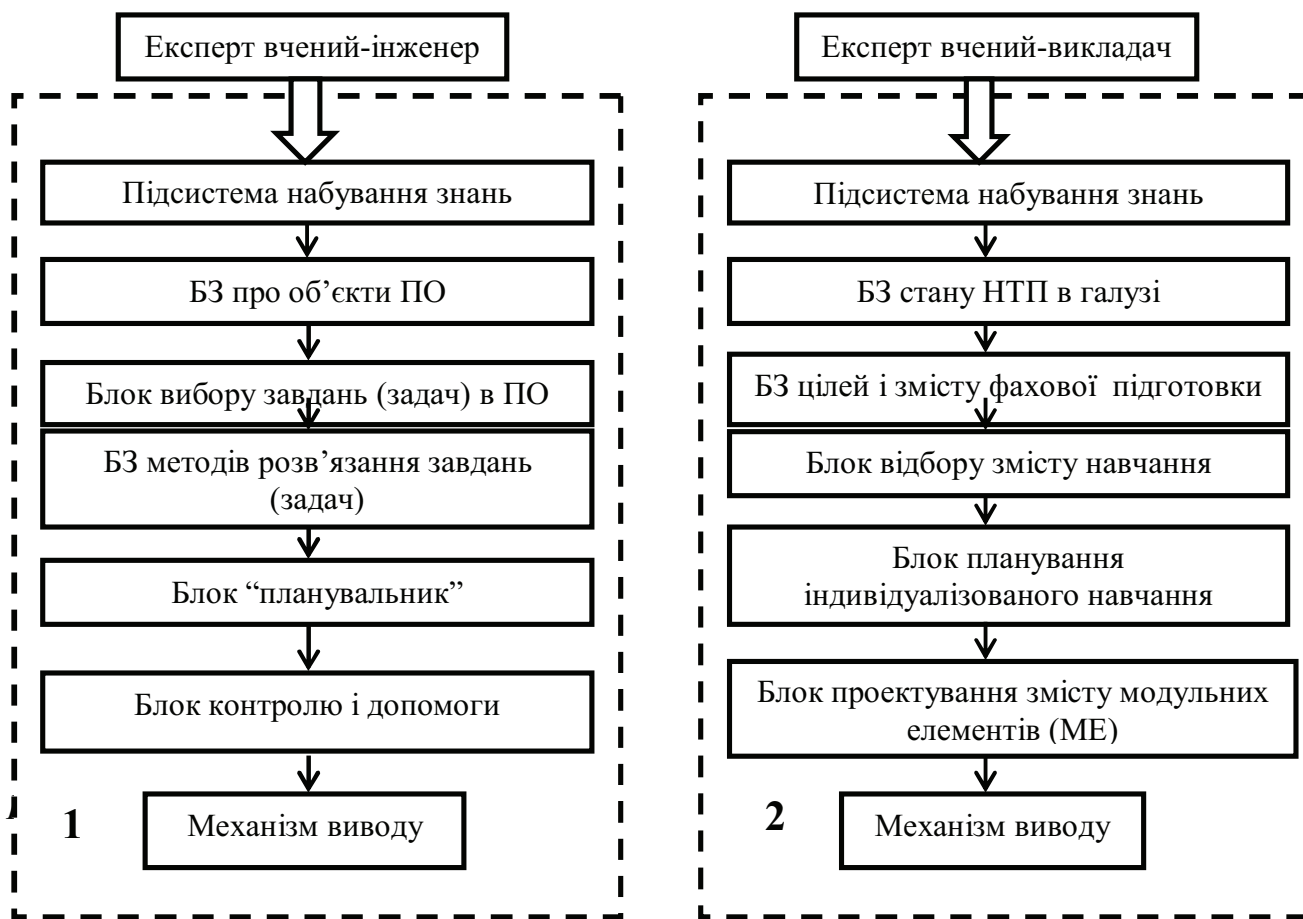 Експерт вчений-інженер
Підсистема набування знань
БЗ про об’єкти ПО
Блок вибору завдань (задач) в ПО
БЗ методів розв’язання завдань
(задач)
Блок “планувальник”
Блок контролю і допомоги
1
Механізм виводу
Експерт вчений-викладач
Підсистема набування знань
БЗ стану НТП в галузі
БЗ цілей і змісту фахової підготовки
Блок відбору змісту навчання
Блок планування
індивідуалізованого навчання
Блок проектування змісту модульних
елементів (МЕ)
2
Механізм виводу